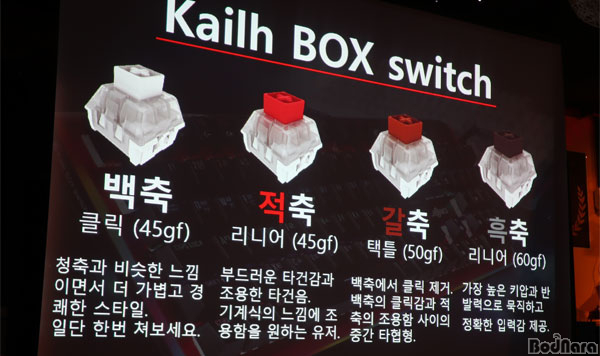 Kailh BOX switch
백축
클릭 (45gf)
청축과 비슷한 느낌
이면서 더 가볍고 경
쾌한 스타일.
일단 한번 쳐보세요.
적축
리니어 (45gf)
부드러운 타건감과
조용한 타건음.
기계식의 느낌에 조
용함을 원하는 유저.
갈축
택틀 (50gf)
백축에서 클릭 제거.
백축의 클릭감과 적
축의 조용함 사이의
중간 타협형.
흑축
리니어 (60gf)
가장 높은 키압과 반
발력으로 묵직하고
정확한 입력감 제공.
BodNara